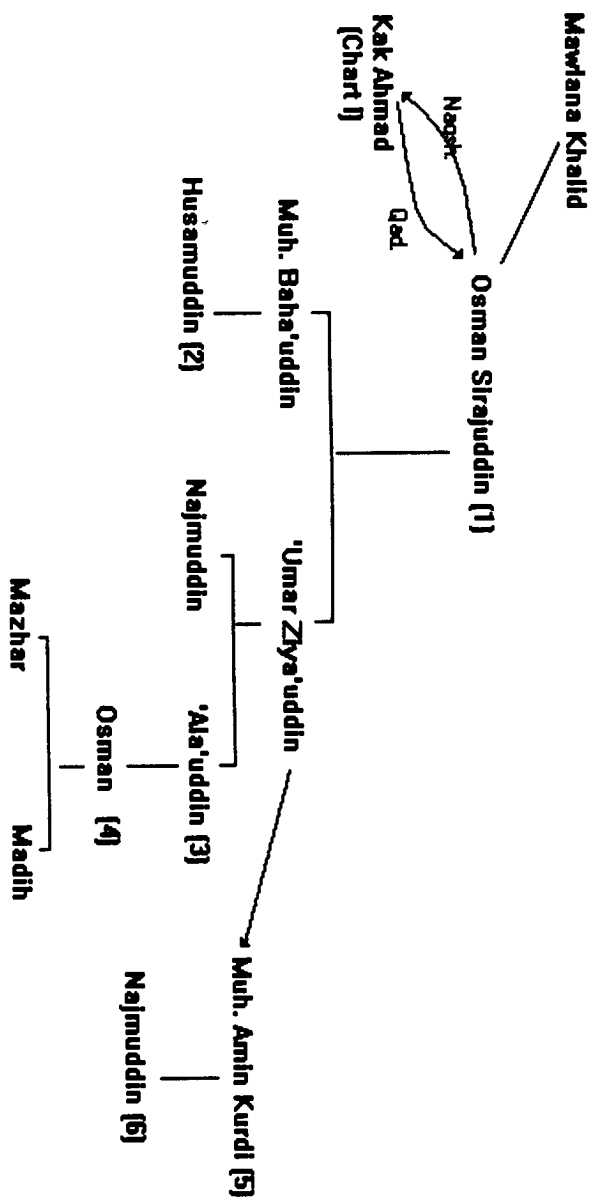 Mawlana Khalid
Osman Sirajuddin (1)
Naqsh.
Qad.
Kak Ahmad
(Chart I)
Muh. Baha'uddin
'Umar Ziya'uddin
Muh. Amin Kurdi (5)
Husamuddin (2)
Najmuddin
'Ala'uddin (3)
Najmuddin (6)
Osman (4)
Mazhar
Madih